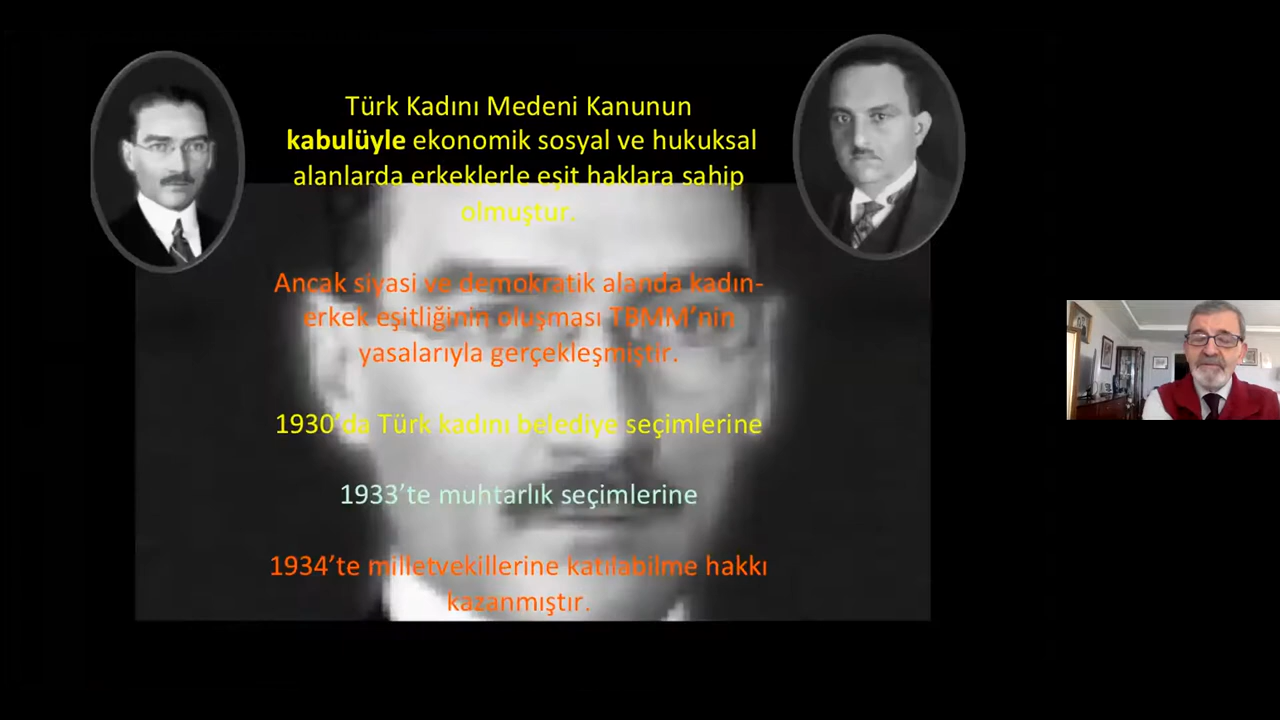 Türk Kadını Medeni Kanunun
kabulüyle ekonomik sosyal ve hukuksal
alanlarda erkeklerle eşit haklara sahip
olmuştur.
Ancak siyasi ve demokratik alanda kadın-
erkek eşitliğinin oluşması TBMM’nin
yasalarıyla gerçekleşmiştir.
1930’da Türk kadını belediye seçimlerine
1933’te muhtarlık seçimlerine
1934’te milletvekillerine katılabilme hakkı
kazanmıştır.